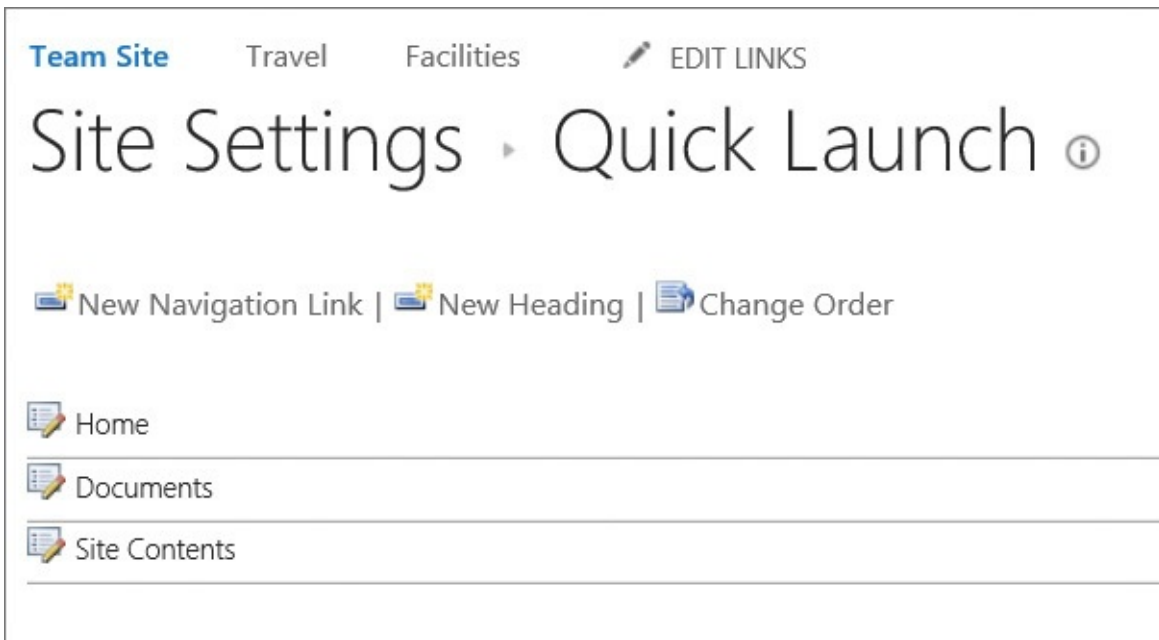 Team Site Travel Facilities EDIT LINKS
Site Settings Quick Launch
New Navigation Link | New Heading | Change Order
Home
Documents
Site Contents